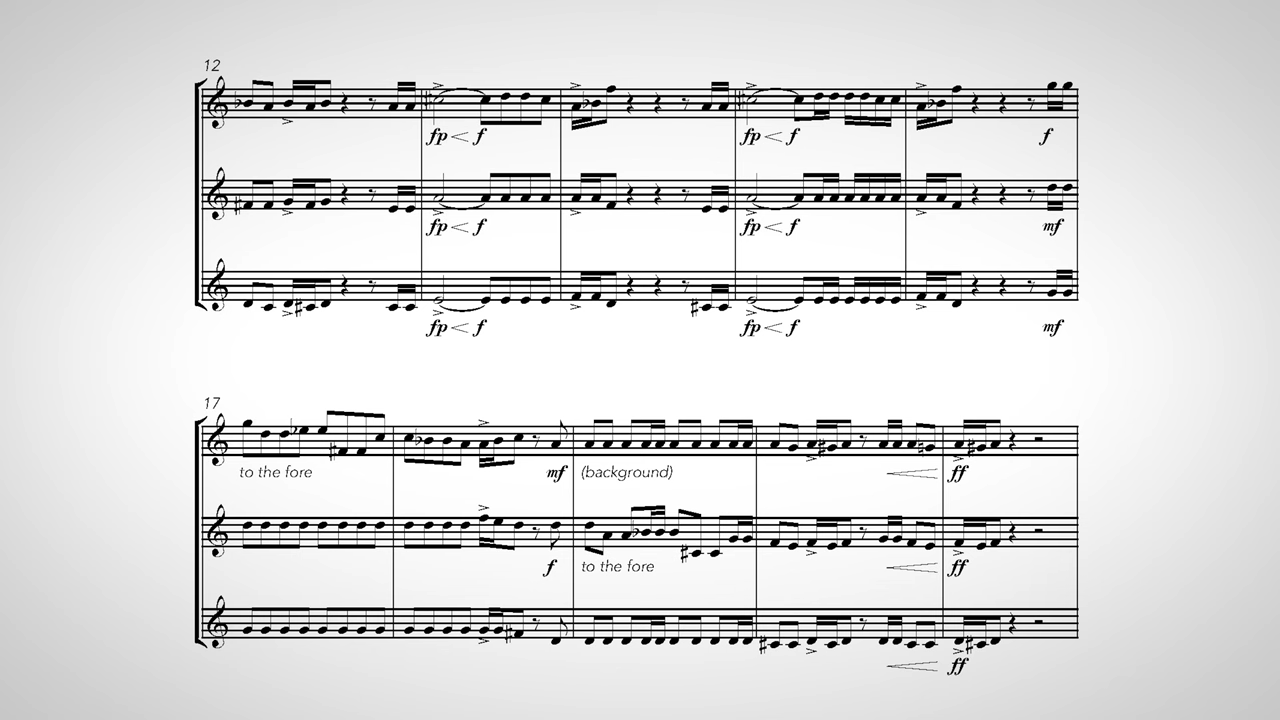 12
fp f fp f f
fp f fp f mf
fp f fp f mf
17
to the fore mf (background) ff
f to the fore ff
ff